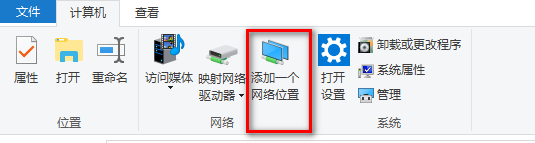 文件 计算机 查看
属性 打开 重命名 访问媒体 映射网络
驱动器 添加一个
网络位置 打开
设置 卸载或更改程序
系统属性
管理
位置 网络 系统